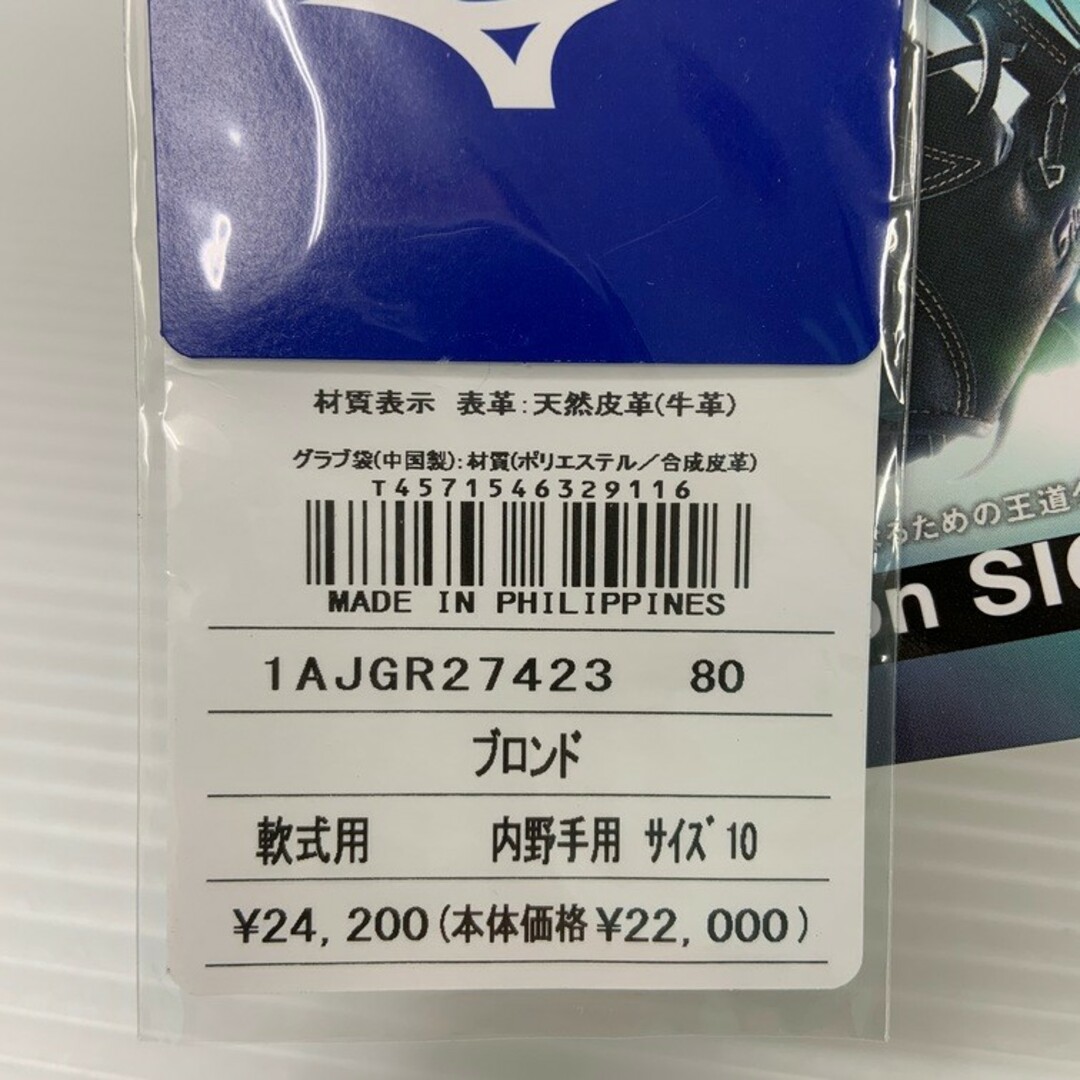 材質表示 表革:天然皮革(牛革)
グラブ袋(中国製):材質(ポリエステル/合成皮革)
T4571546329116
MADE IN PHILIPPINES
1AJGR27423 80
ブロンド
軟式用 内野手用 サイズ10
¥24,200(本体価格¥22,000)
るための王道
on SI